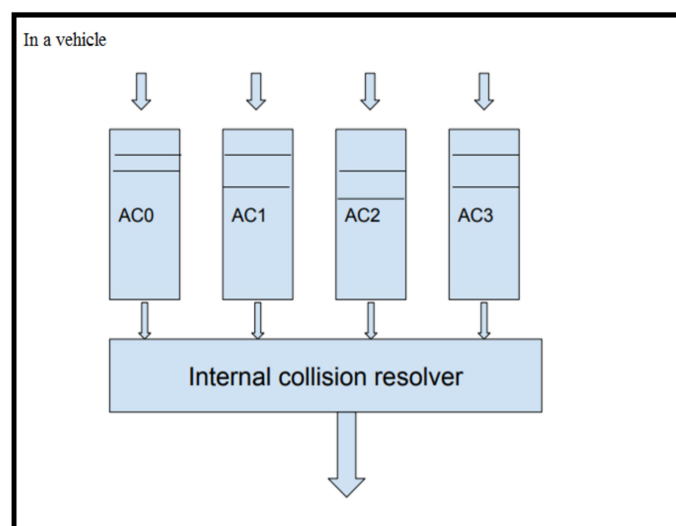 In a vehicle
AC0
AC1
AC2
AC3
Internal collision resolver